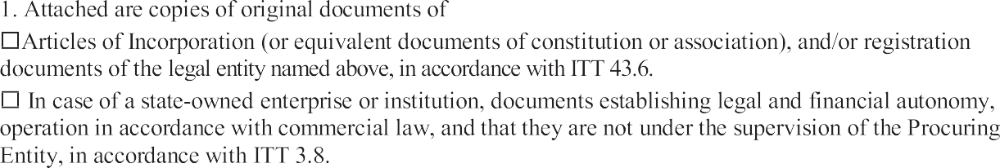 1. Attached are copies of original documents of
☐Articles of Incorporation (or equivalent documents of constitution or association), and/or registration
documents of the legal entity named above, in accordance with ITT 43.6.
☐ In case of a state-owned enterprise or institution, documents establishing legal and financial autonomy,
operation in accordance with commercial law, and that they are not under the supervision of the Procuring
Entity, in accordance with ITT 3.8.